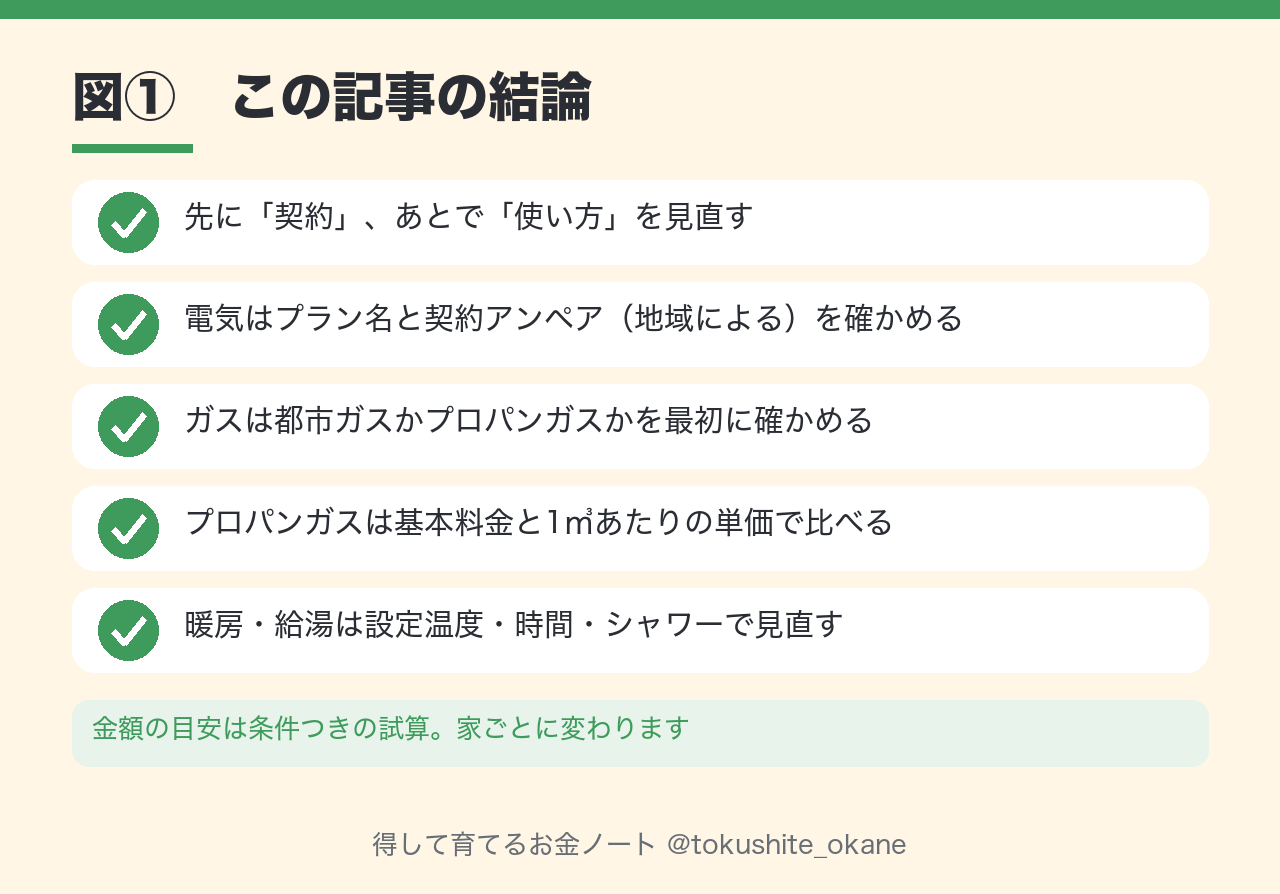 図①　この記事の結論
先に「契約」、あとで「使い方」を見直す
電気はプラン名と契約アンペア（地域による）を確かめる
ガスは都市ガスかプロパンガスかを最初に確かめる
プロパンガスは基本料金と1㎥あたりの単価で比べる
暖房・給湯は設定温度・時間・シャワーで見直す
金額の目安は条件つきの試算。家ごとに変わります
得して育てるお金ノート @tokushite_okane